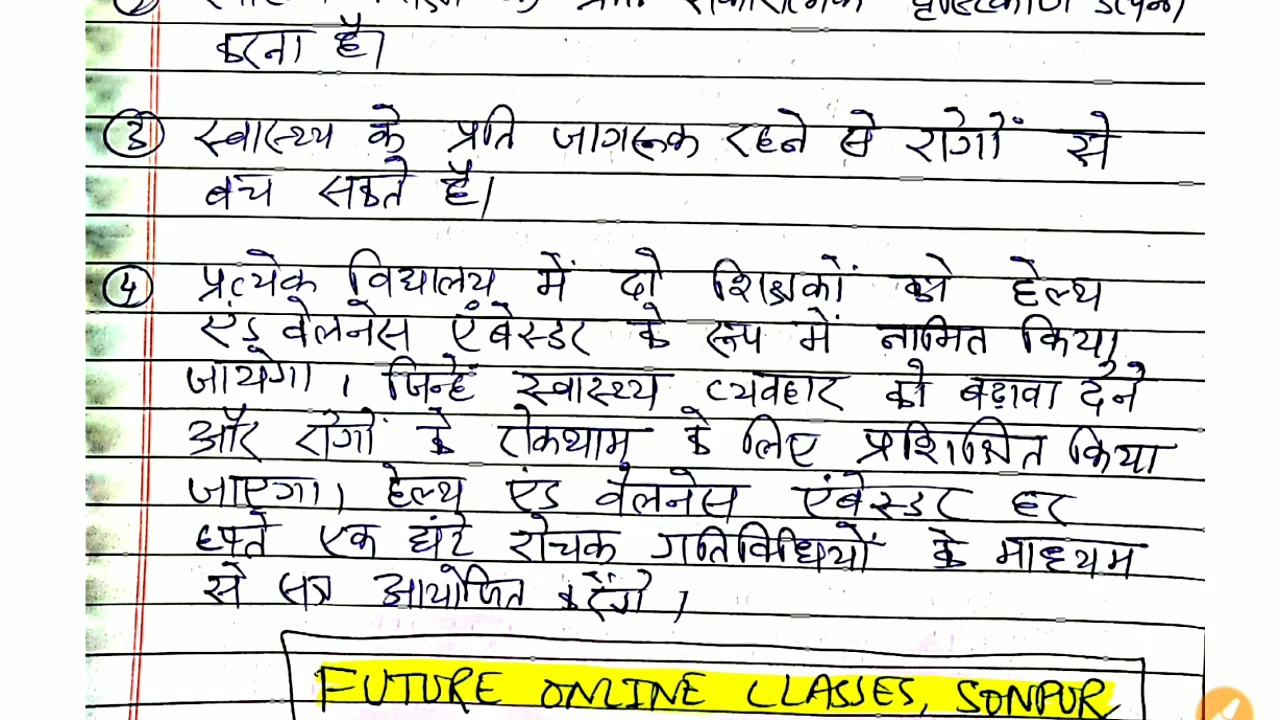 करना है।
③ स्वास्थ्य के प्रति जागरूक रहने से रोगों से
बच सकते है।
④ प्रत्येक विद्यालय में दो शिक्षकों को हेल्थ
एंड वेलनेस एंबेस्डर के रूप में नामित किया
जायेगा, जिन्हें स्वास्थ्य व्यवहार को बढ़ावा देने
और रोगों के रोकथाम के लिए प्रशिक्षित किया
जाएगा। हेल्थ एंड वेलनेस एंबेस्डर हर
हफ्ते एक घंटे रोचक गतिविधियों के माध्यम
से सत्र आयोजित करेंगे।
FUTURE ONLINE CLASSES, SONPUR